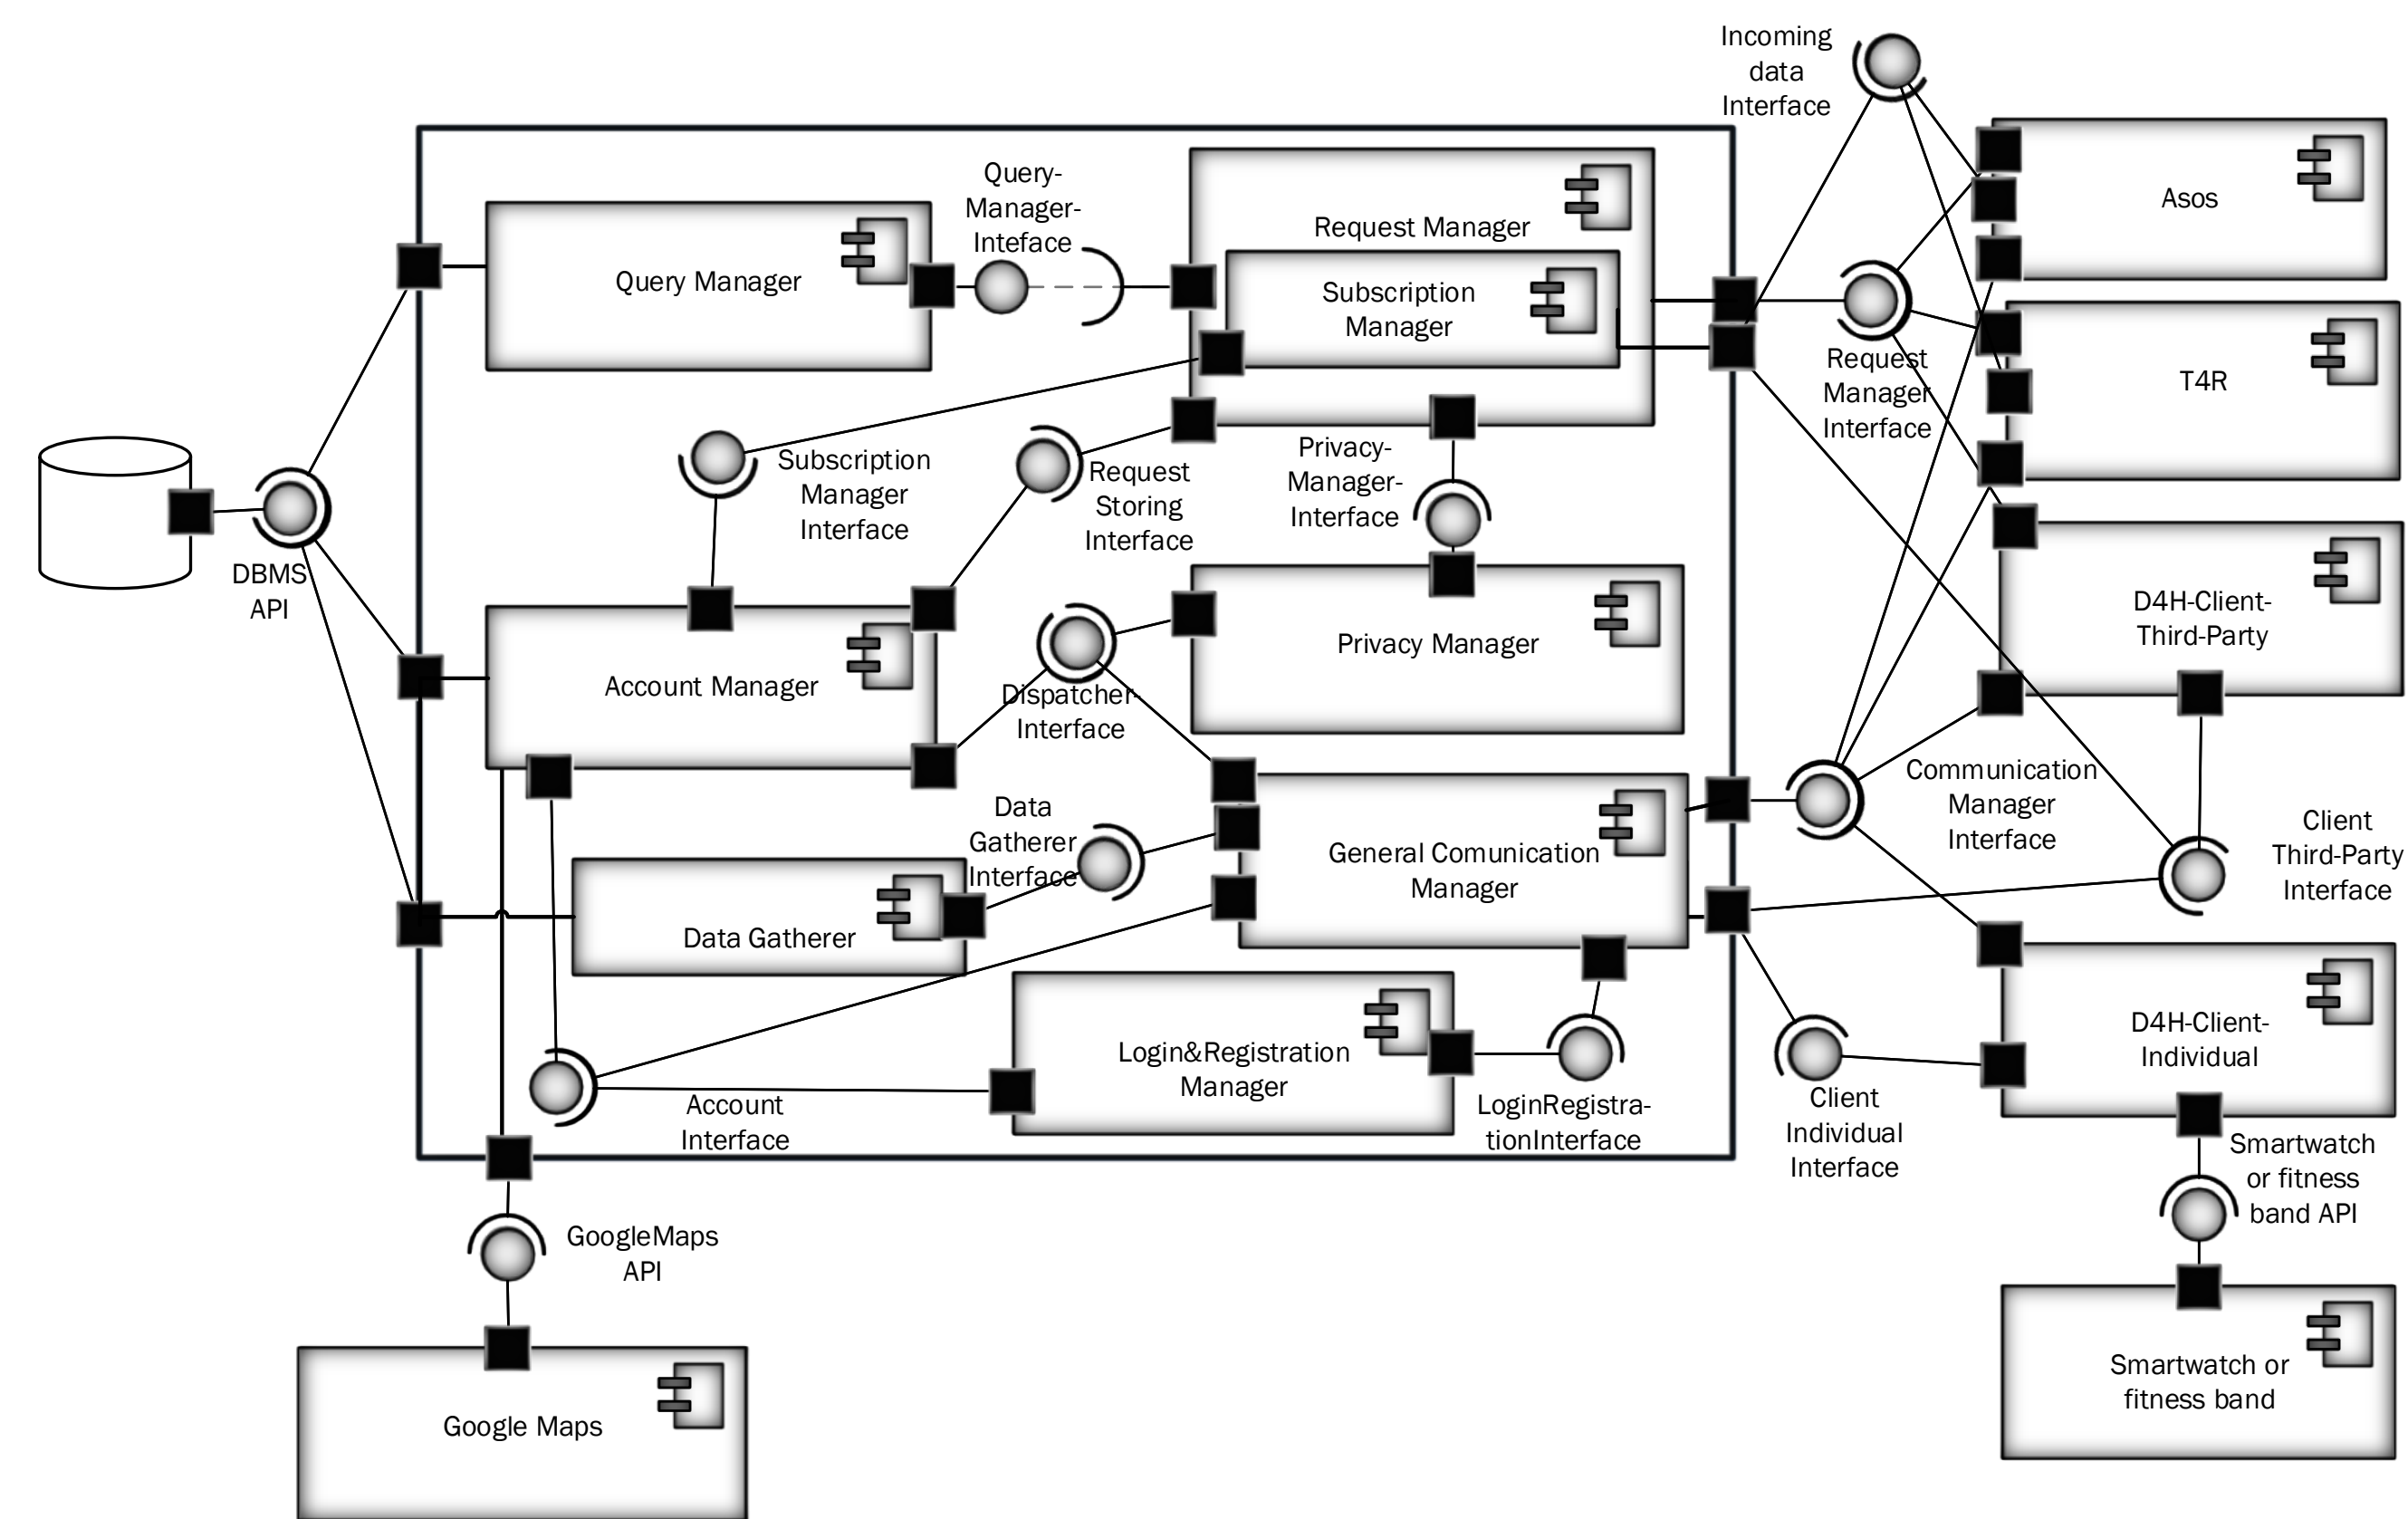 Incoming
data
Interface
Query-
Manager-
Inteface
Request Manager
Asos
Query Manager
Subscription
Manager
Request
Manager
Interface
T4R
Subscription
Manager
Interface
Request
Storing
Interface
Privacy-
Manager-
Interface
DBMS
API
D4H-Client-
Third-Party
Account Manager
Dispatcher-
Interface
Privacy Manager
Communication
Manager
Interface
Data
Gatherer
Interface
General Comunication
Manager
Client
Third-Party
Interface
Data Gatherer
Login&Registration
Manager
D4H-Client-
Individual
Account
Interface
LoginRegistra-
tionInterface
Client
Individual
Interface
Smartwatch
or fitness
band API
GoogleMaps
API
Google Maps
Smartwatch or
fitness band